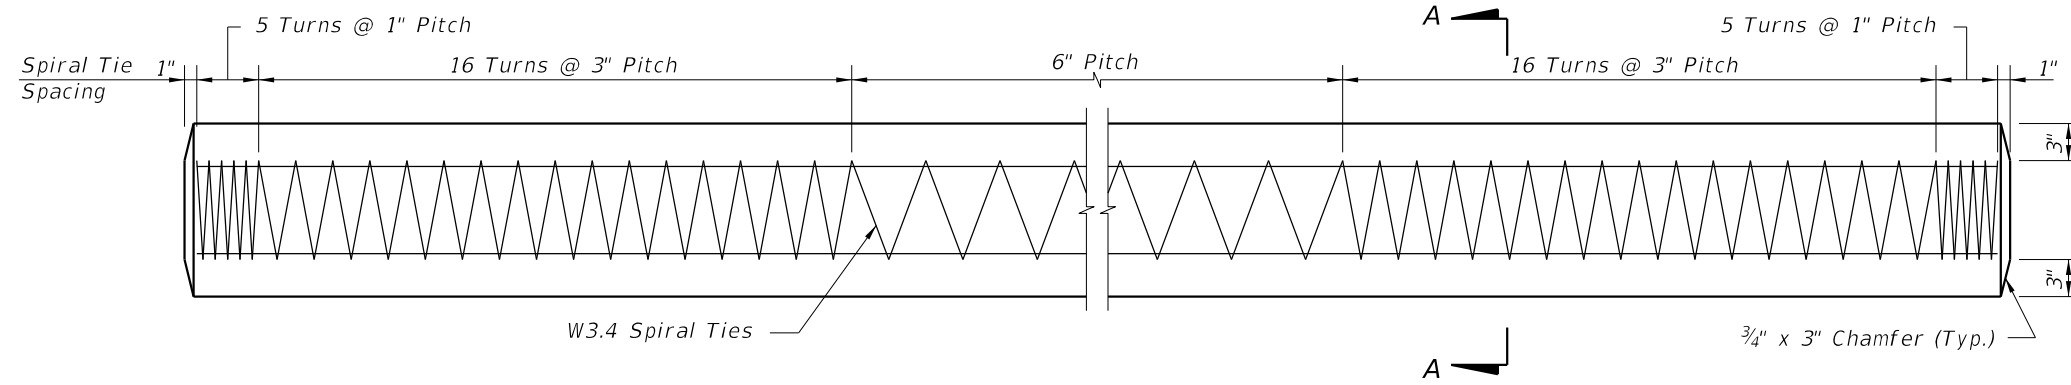 A
5 Turns @ 1" Pitch
5 Turns @ 1" Pitch
Spiral Tie 1"
16 Turns @ 3" Pitch
6" Pitch
16 Turns @ 3" Pitch
1"
Spacing
3"
3"
W3.4 Spiral Ties
¾" x 3" Chamfer (Typ.)
A